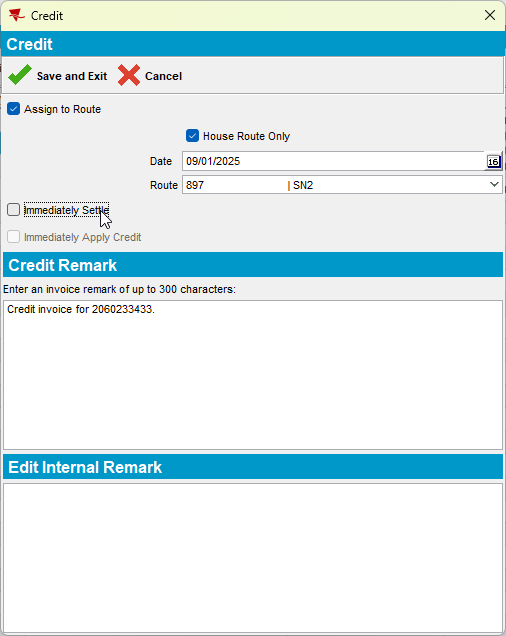 Credit
Credit
Save and Exit Cancel
Assign to Route
House Route Only
Date 09/01/2025 16
Route 897 | SN2
Immediately Settle
Immediately Apply Credit
Credit Remark
Enter an invoice remark of up to 300 characters:
Credit invoice for 2060233433.
Edit Internal Remark